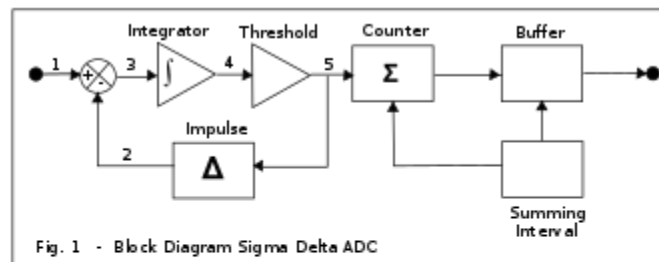 Integrator
Threshold
Counter
Buffer
1
+
-
3
∫
4
5
Σ
Impulse
2
Δ
Summing
Interval
Fig. 1 - Block Diagram Sigma Delta ADC